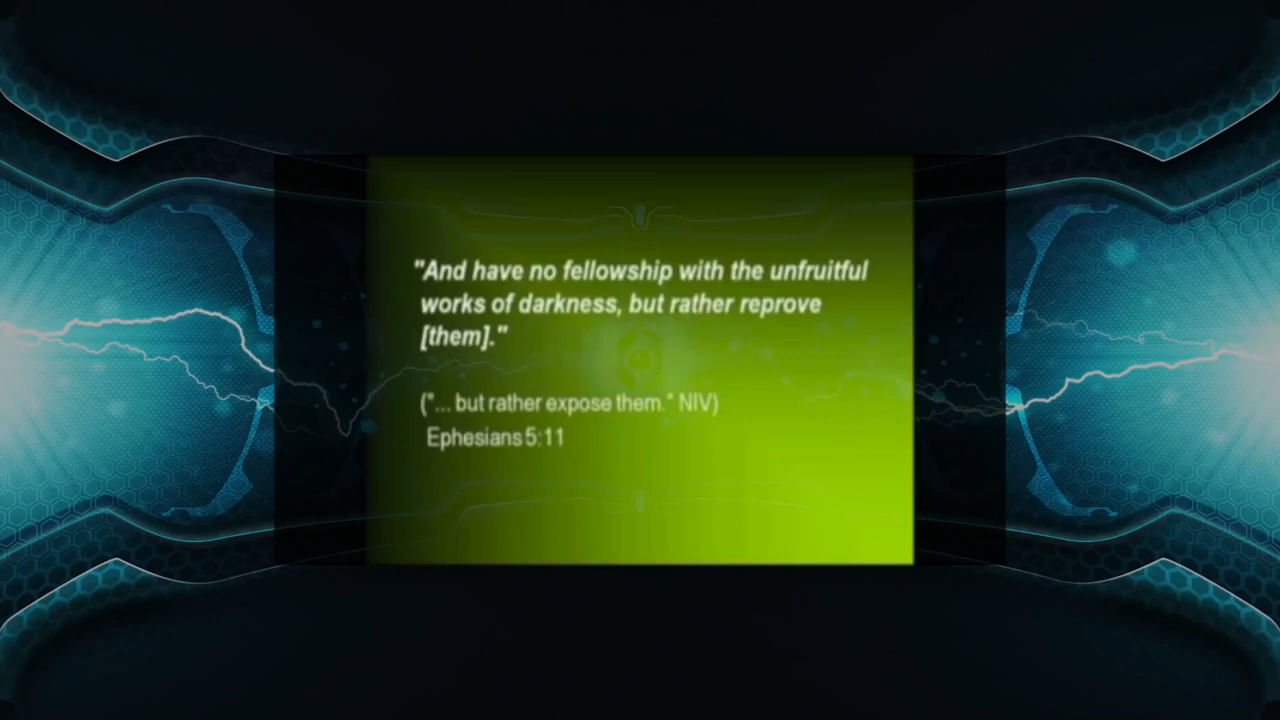 "And have no fellowship with the unfruitful
works of darkness, but rather reprove
[them]."
("... but rather expose them." NIV)
Ephesians 5:11